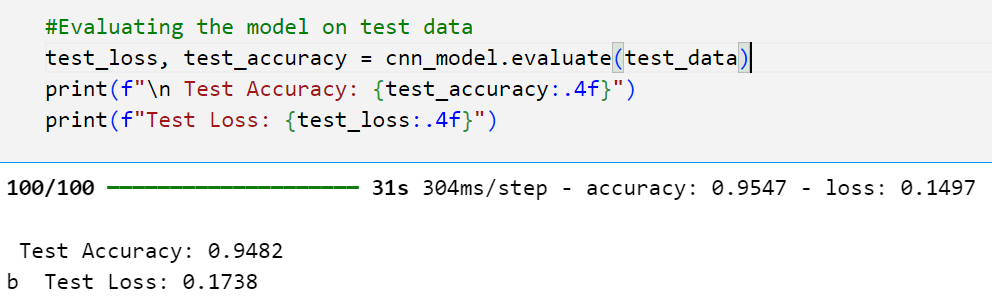 #Evaluating the model on test data
test_loss, test_accuracy = cnn_model.evaluate(test_data)
print(f"\n Test Accuracy: {test_accuracy:.4f}")
print(f"Test Loss: {test_loss:.4f}")
100/100 ━━━━━━━━━━━━━━━━━━━━ 31s 304ms/step - accuracy: 0.9547 - loss: 0.1497
Test Accuracy: 0.9482
b  Test Loss: 0.1738